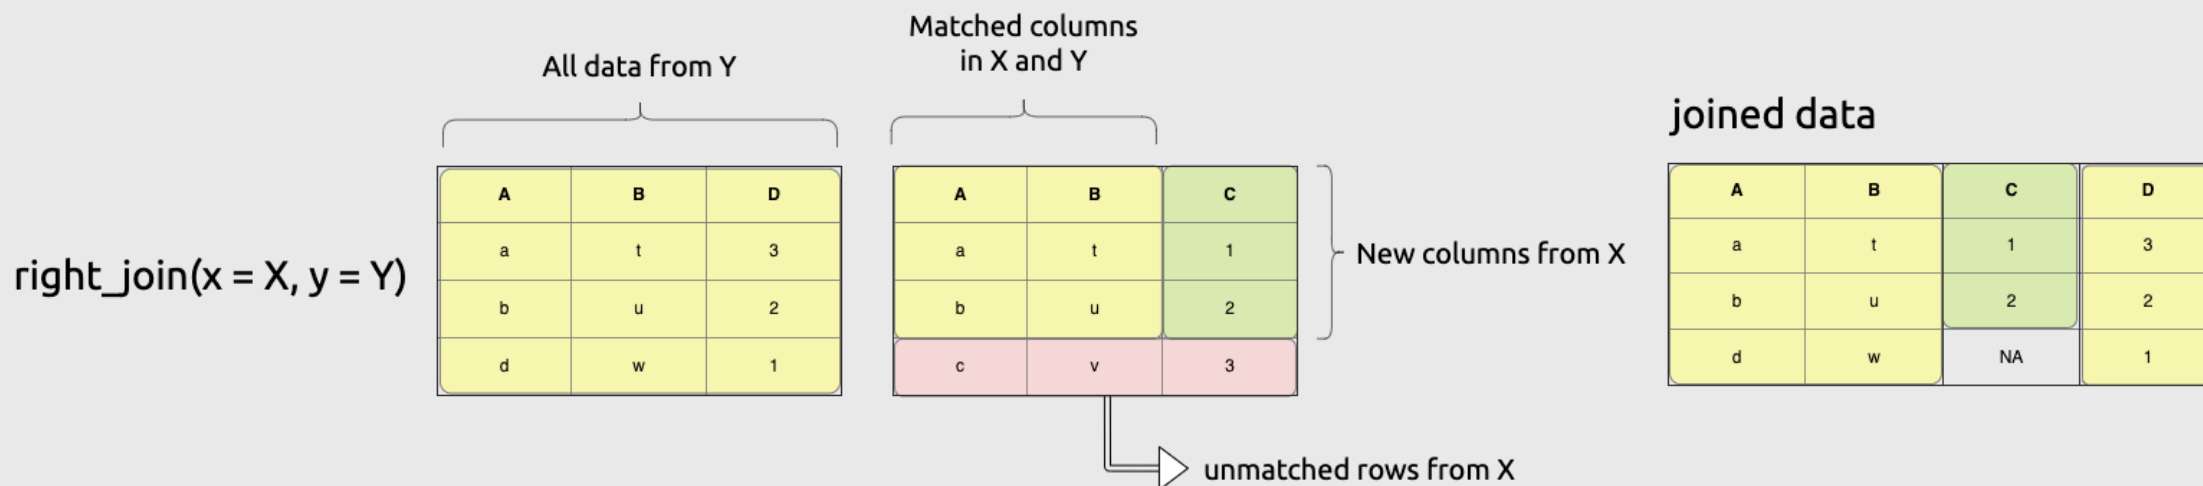 Matched columns
in X and Y
All data from Y
joined data
right_join(x = X, y = Y)
A B D
a t 3
b u 2
d w 1
A B C
a t 1
b u 2
c v 3
New columns from X
unmatched rows from X
A B C D
a t 1 3
b u 2 2
d w NA 1